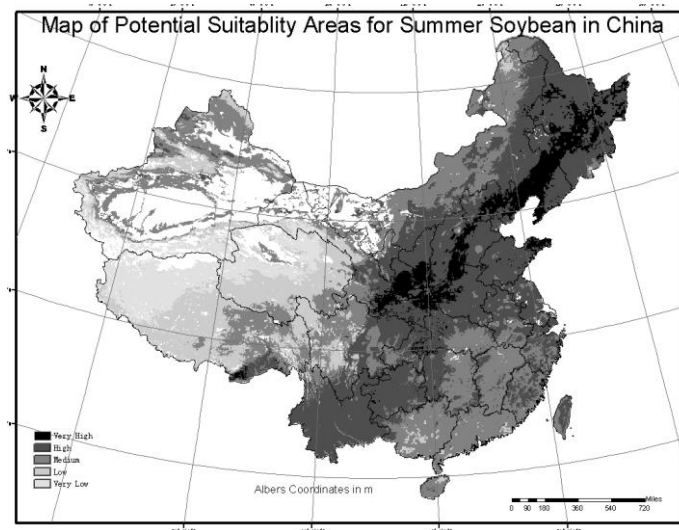 Map of Potential Suitablity Areas for Summer Soybean in China
N
W E
S
Very High
High
Medium
Low
Very Low
Albers Coordinates in m
Miles
0 90 180 360 540 720